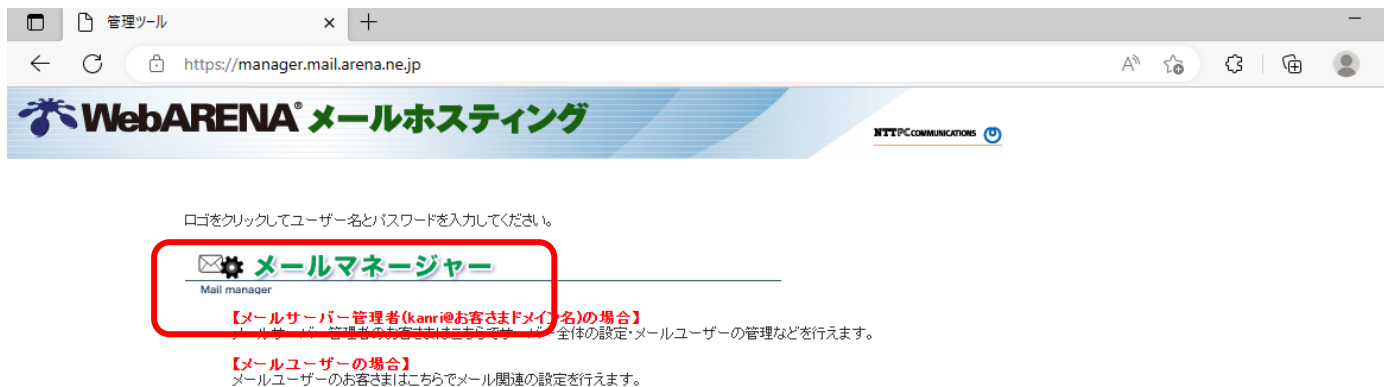 管理ツール
https://manager.mail.arena.ne.jp
WebARENA® メールホスティング
NTTPC COMMUNICATIONS
ロゴをクリックしてユーザー名とパスワードを入力してください。
メールマネージャー
Mail manager
【メールサーバー管理者(kanri@お客さまドメイン名)の場合】
メールサーバー管理者のお客さまはこちらでサーバー全体の設定・メールユーザーの管理などを行えます。
【メールユーザーの場合】
メールユーザーのお客さまはこちらでメール関連の設定を行えます。